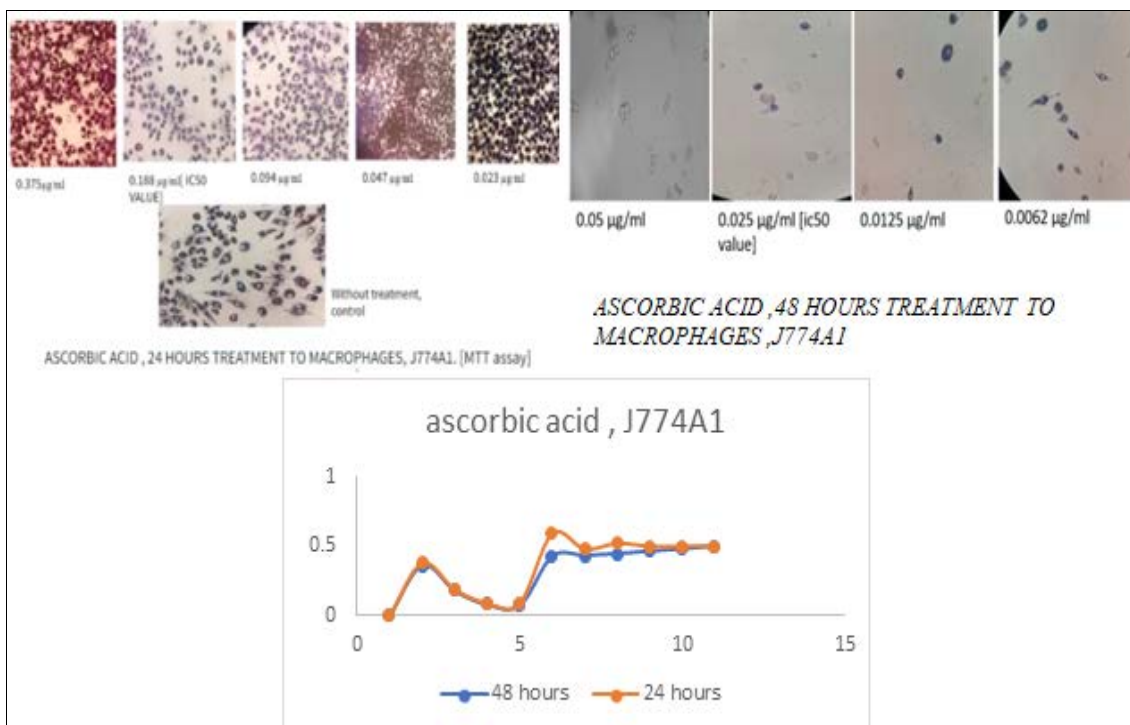 0.375µg/ml
0.188 µg/ml[ IC50
VALUE]
0.094 µg/ml
0.047 µg/ml
0.023 µg/ml
Without treatment,
control
ASCORBIC ACID , 24 HOURS TREATMENT TO MACROPHAGES, J774A1. [MTT assay]
0.05 µg/ml
0.025 µg/ml [ic50
value]
0.0125 µg/ml
0.0062 µg/ml
ASCORBIC ACID ,48 HOURS TREATMENT TO
MACROPHAGES ,J774A1
ascorbic acid , J774A1
1
0.5
0
0 5 10 15
48 hours 24 hours